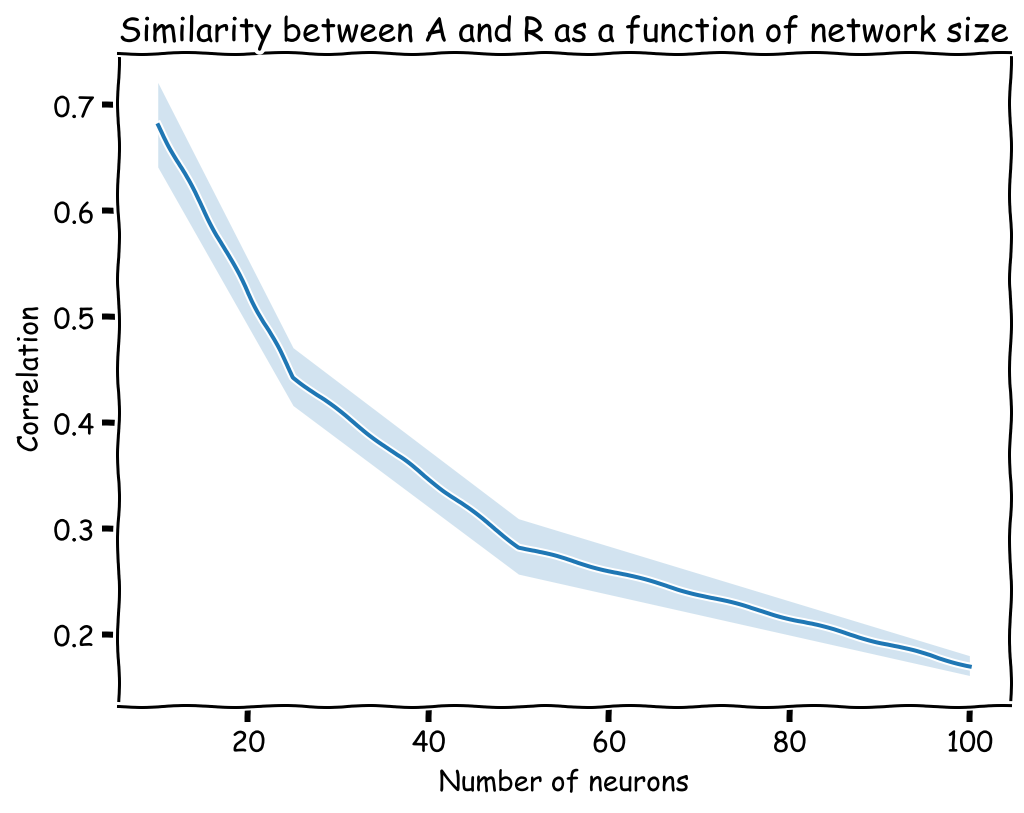 Similarity between A and R as a function of network size
0.7
0.6
0.5
0.4
0.3
0.2
Correlation
20 40 60 80 100
Number of neurons